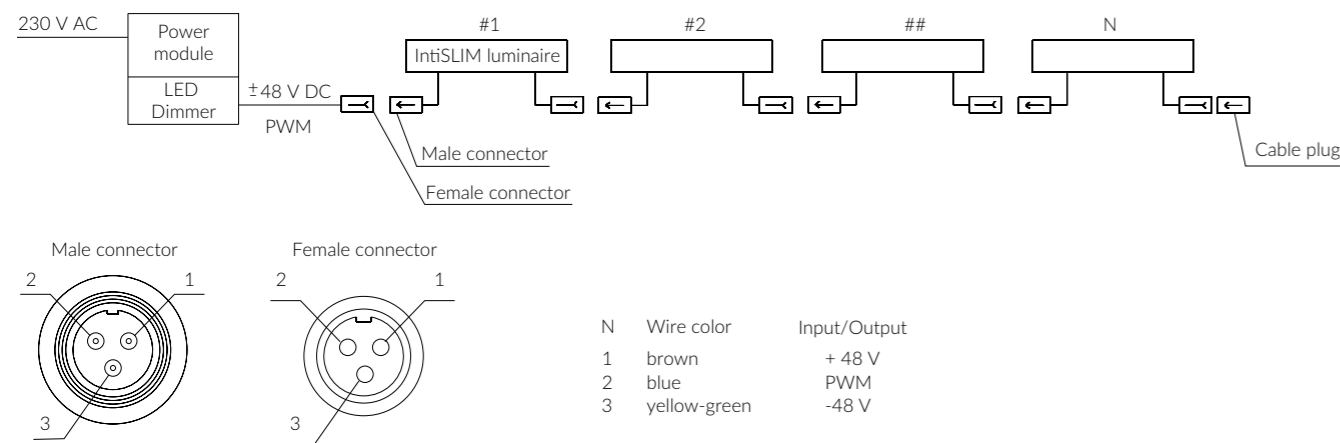 230 V AC
Power
module
LED
Dimmer
±48 V DC
PWM
#1
IntiSLIM luminaire
#2
##
N
Male connector
Female connector
Cable plug
Male connector
2
1
3
Female connector
2
1
3
N Wire color Input/Output
1 brown + 48 V
2 blue PWM
3 yellow-green -48 V